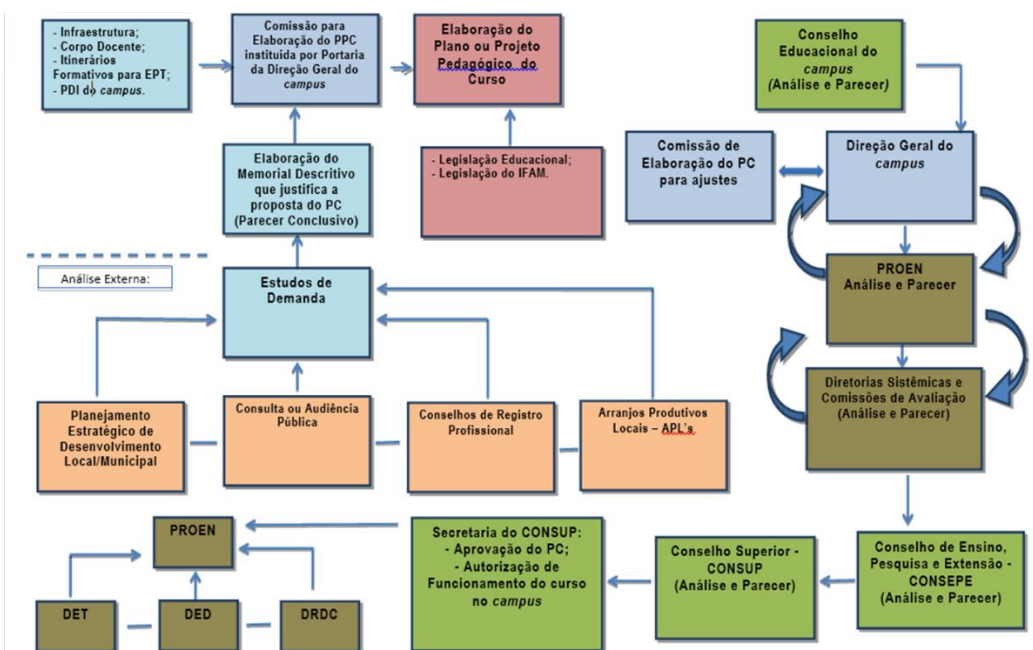 - Infraestrutura;
- Corpo Docente;
- Itinerários
Formativos para EPT;
- PDI do campus.
Comissão para
Elaboração do PPC
instituída por Portaria
da Direção Geral do
campus
Elaboração do
Plano ou Projeto
Pedagógico do
Curso
Conselho
Educacional do
campus
(Análise e Parecer)
Elaboração do
Memorial Descritivo
que justifica a
proposta do PC
(Parecer Conclusivo)
- Legislação Educacional;
- Legislação do IFAM.
Comissão de
Elaboração do PC
para ajustes
Direção Geral do
campus
Análise Externa:
Estudos de
Demanda
PROEN
Análise e Parecer
Diretorias Sistêmicas e
Comissões de Avaliação
(Análise e Parecer)
Planejamento
Estratégico de
Desenvolvimento
Local/Municipal
Consulta ou Audiência
Pública
Conselhos de Registro
Profissional
Arranjos Produtivos
Locais – APL's
PROEN
Secretaria do CONSUP:
- Aprovação do PC;
- Autorização de
Funcionamento do curso
no campus
Conselho Superior -
CONSUP
(Análise e Parecer)
Conselho de Ensino,
Pesquisa e Extensão -
CONSEPE
(Análise e Parecer)
DET
DED
DRDC